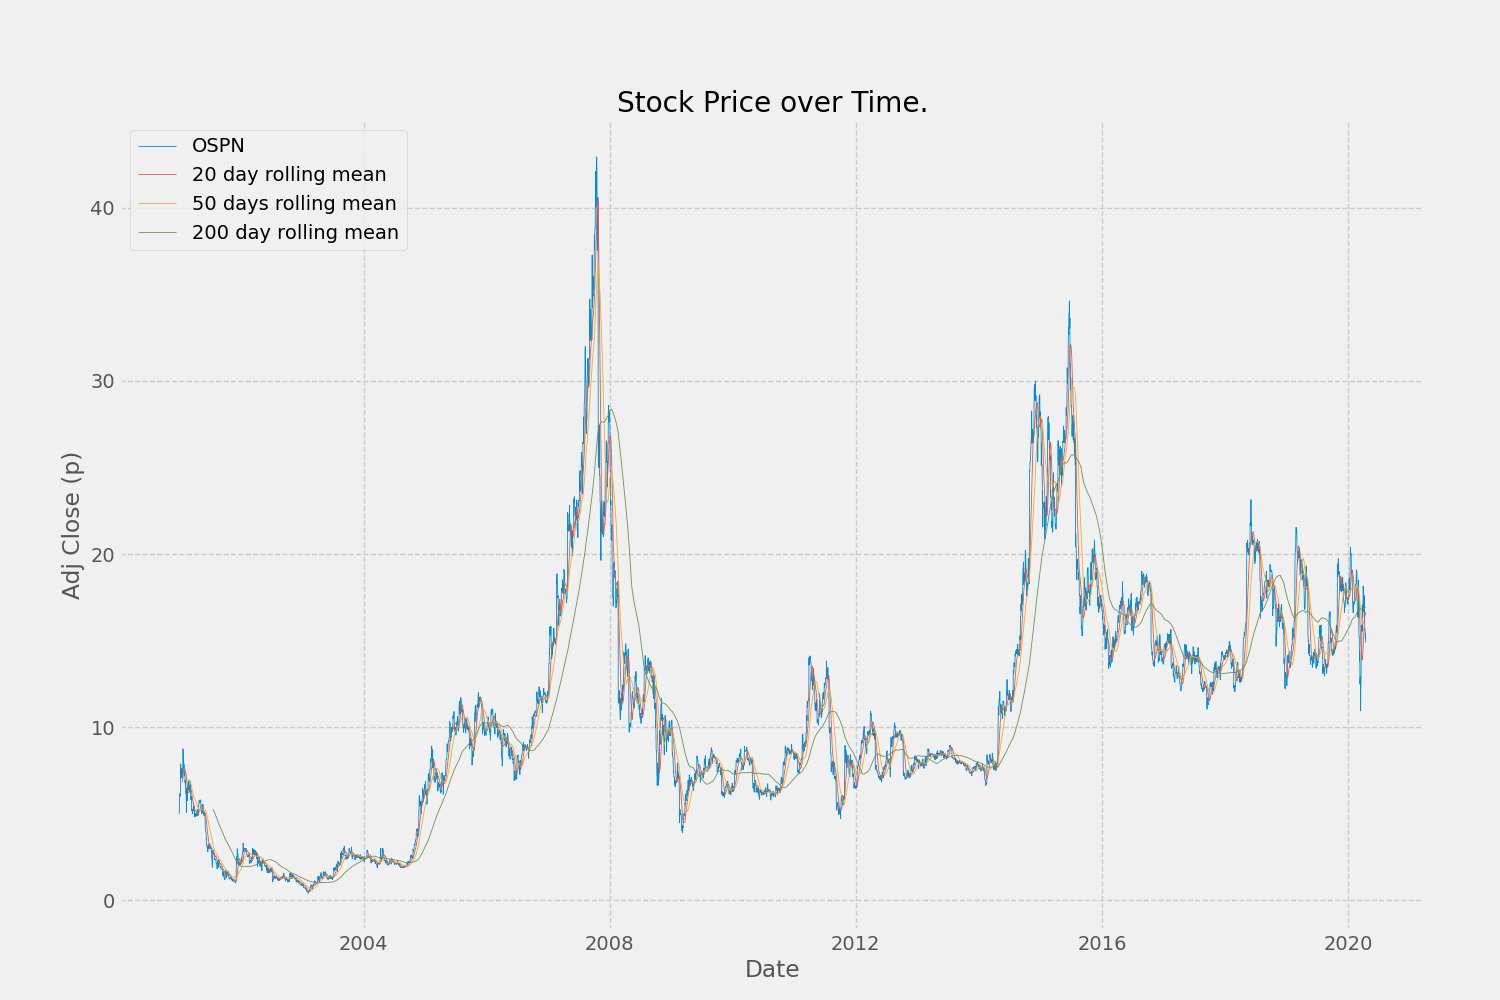 Stock Price over Time.
OSPN
20 day rolling mean
50 days rolling mean
200 day rolling mean
40
30
20
10
0
Adj Close (p)
2004
2008
2012
2016
2020
Date